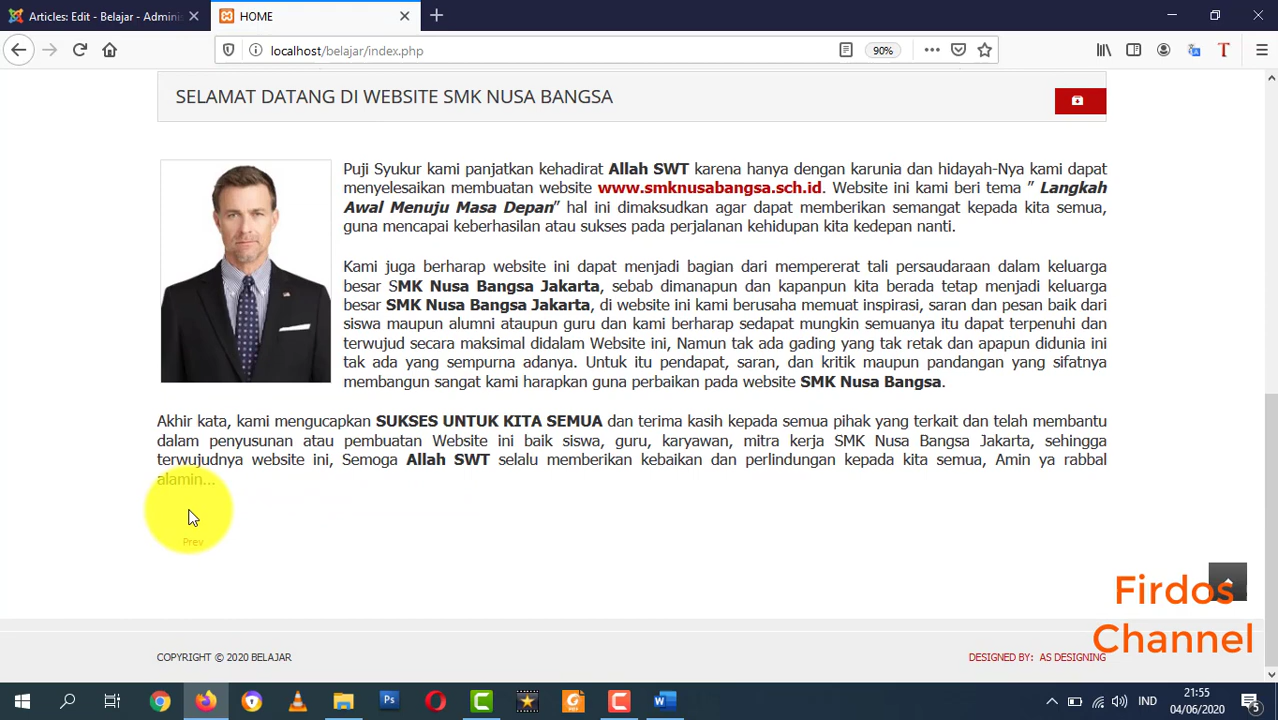 Articles: Edit - Belajar - Adminis
HOME
localhost/belajar/index.php
90%
SELAMAT DATANG DI WEBSITE SMK NUSA BANGSA
Puji Syukur kami panjatkan kehadirat Allah SWT karena hanya dengan karunia dan hidayah-Nya kami dapat
menyelesaikan membuatan website www.smknusabangsa.sch.id. Website ini kami beri tema " Langkah
Awal Menuju Masa Depan" hal ini dimaksudkan agar dapat memberikan semangat kepada kita semua,
guna mencapai keberhasilan atau sukses pada perjalanan kehidupan kita kedepan nanti.
Kami juga berharap website ini dapat menjadi bagian dari mempererat tali persaudaraan dalam keluarga
besar SMK Nusa Bangsa Jakarta, sebab dimanapun dan kapanpun kita berada tetap menjadi keluarga
besar SMK Nusa Bangsa Jakarta, di website ini kami berusaha memuat inspirasi, saran dan pesan baik dari
siswa maupun alumni ataupun guru dan kami berharap sedapat mungkin semuanya itu dapat terpenuhi dan
terwujud secara maksimal didalam Website ini, Namun tak ada gading yang tak retak dan apapun didunia ini
tak ada yang sempurna adanya. Untuk itu pendapat, saran, dan kritik maupun pandangan yang sifatnya
membangun sangat kami harapkan guna perbaikan pada website SMK Nusa Bangsa.
Akhir kata, kami mengucapkan SUKSES UNTUK KITA SEMUA dan terima kasih kepada semua pihak yang terkait dan telah membantu
dalam penyusunan atau pembuatan Website ini baik siswa, guru, karyawan, mitra kerja SMK Nusa Bangsa Jakarta, sehingga
terwujudnya website ini, Semoga Allah SWT selalu memberikan kebaikan dan perlindungan kepada kita semua, Amin ya rabbal
alamin...
Prev
Firdos
Channel
COPYRIGHT © 2020 BELAJAR
DESIGNED BY: AS DESIGNING
IND
21:55
04/06/2020
5